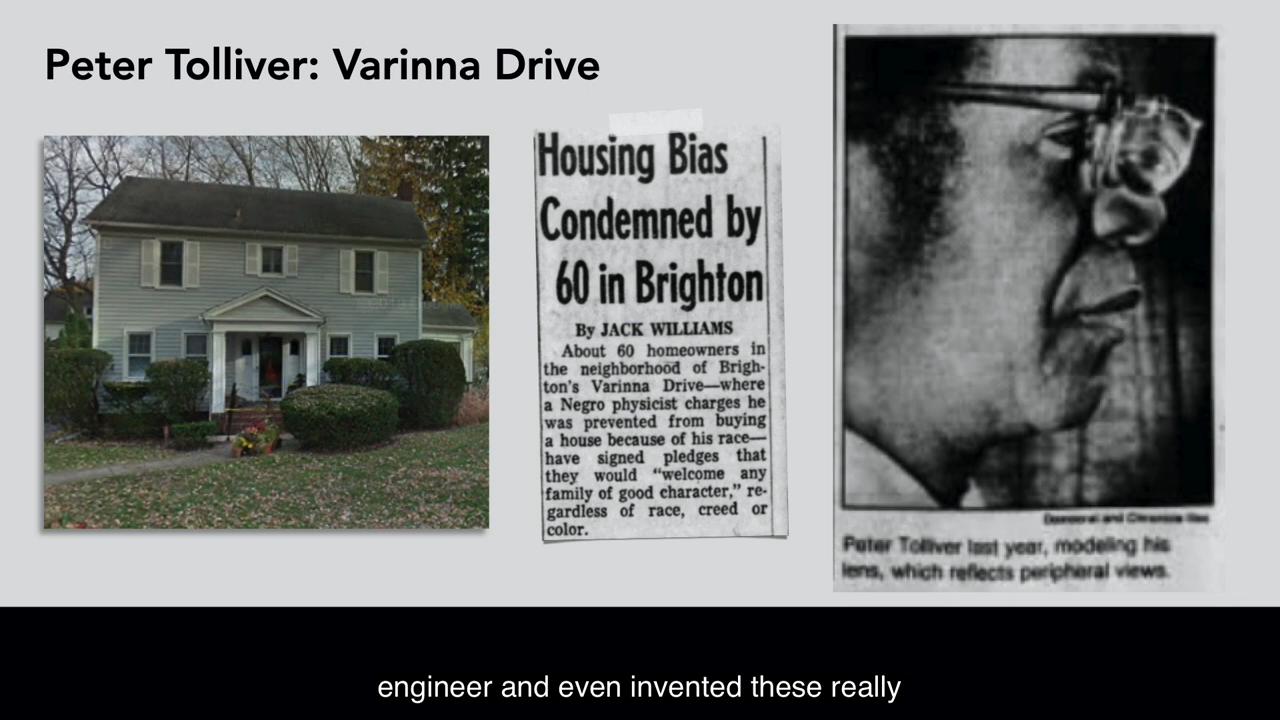 Peter Tolliver: Varinna Drive
Housing Bias
Condemned by
60 in Brighton
By JACK WILLIAMS
About 60 homeowners in
the neighborhood of Brigh-
ton's Varinna Drive—where
a Negro physicist charges he
was prevented from buying
a house because of his race—
have signed pledges that
they would "welcome any
family of good character," re-
gardless of race, creed or
color.
Democrat and Chronicle
Peter Tolliver last year, modeling his
lens, which reflects peripheral views.
engineer and even invented these really